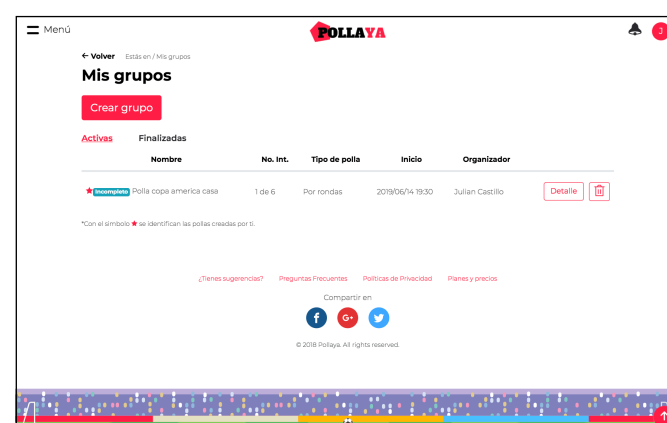 Menú
POLLAYA
J
← Volver Estás en / Mis grupos
Mis grupos
Crear grupo
Activas Finalizadas
Nombre No. Int. Tipo de polla Inicio Organizador
★ Incompleto Polla copa america casa 1 de 6 Por rondas 2019/06/14 19:30 Julian Castillo Detalle
*Con el simbolo ★ se identifican las pollas creadas por ti.
¿Tienes sugerencias? Preguntas Frecuentes Políticas de Privacidad Planes y precios
Compartir en
f G+
© 2018 Pollaya. All rights reserved.